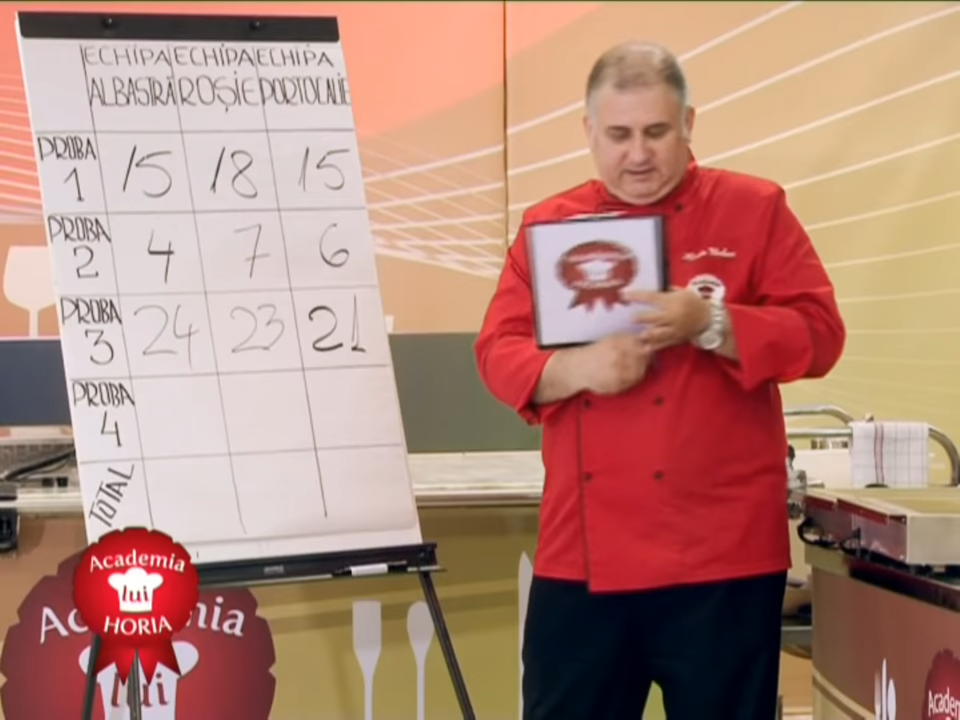 ECHIPA ECHIPA ECHIPA
ALBASTRĂ ROȘIE PORTOCALIE
PROBA 1 15 18 15
PROBA 2 4 7 6
PROBA 3 24 23 21
PROBA 4
TOTAL
Academia
lui
HORIA
lui
Acade